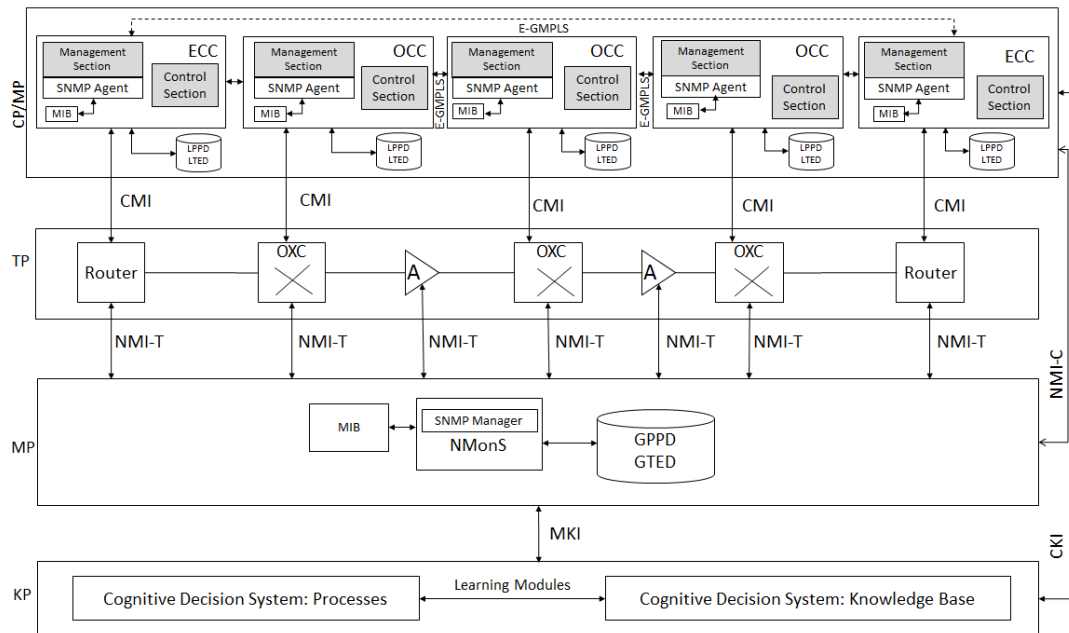 E-GMPLS
CP/MP
Management Section
ECC
SNMP Agent
Control Section
MIB
LPPD
LTED
Management Section
OCC
SNMP Agent
Control Section
MIB
LPPD
LTED
E-GMPLS
Management Section
OCC
SNMP Agent
Control Section
MIB
LPPD
LTED
E-GMPLS
Management Section
OCC
SNMP Agent
Control Section
MIB
LPPD
LTED
Management Section
ECC
SNMP Agent
Control Section
MIB
LPPD
LTED
CMI
CMI
CMI
CMI
CMI
TP
Router
OXC
A
OXC
A
OXC
Router
NMI-T
NMI-T
NMI-T
NMI-T
NMI-T
NMI-T
NMI-T
NMI-C
MP
MIB
SNMP Manager
NMonS
GPPD
GTED
MKI
CKI
KP
Learning Modules
Cognitive Decision System: Processes
Cognitive Decision System: Knowledge Base